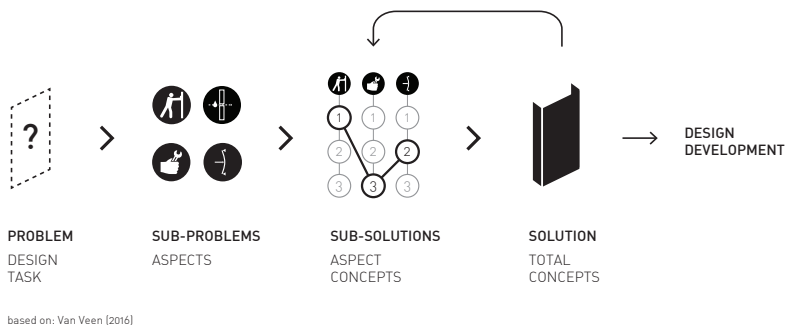 ?
1 1 1
2 2 2
3 3 3
DESIGN
DEVELOPMENT
PROBLEM
DESIGN
TASK
SUB-PROBLEMS
ASPECTS
SUB-SOLUTIONS
ASPECT
CONCEPTS
SOLUTION
TOTAL
CONCEPTS
based on: Van Veen (2016)